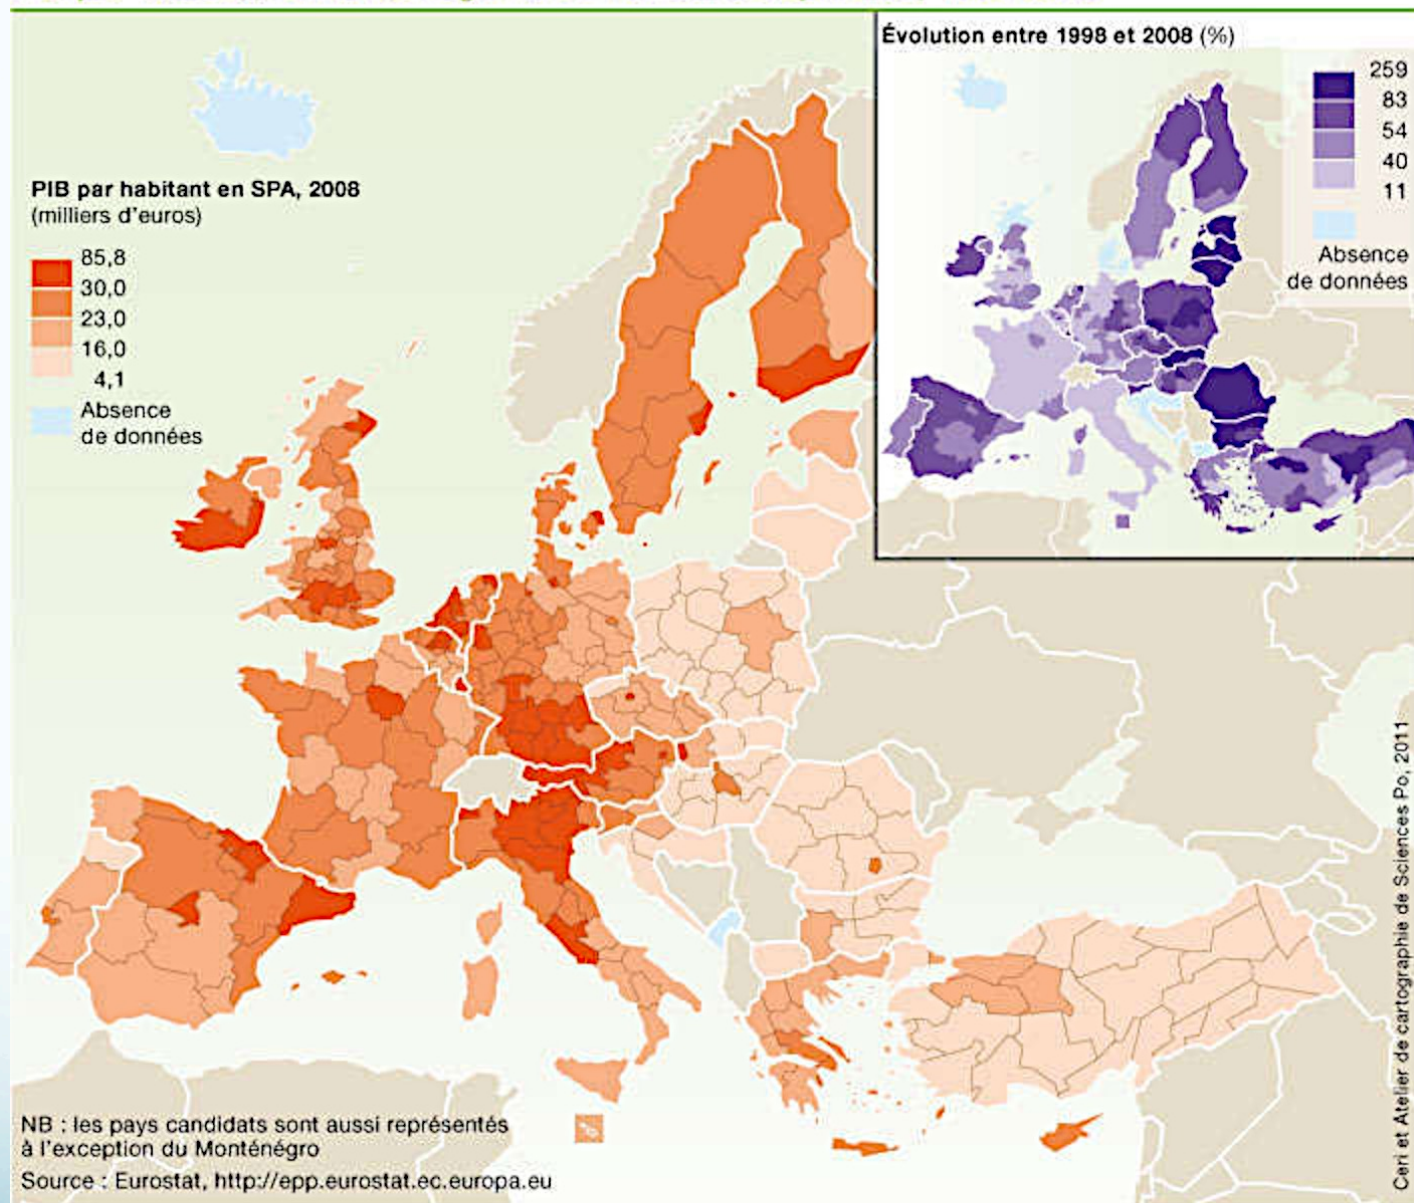 Évolution entre 1998 et 2008 (%)
259
83
54
40
11
Absence
de données
PIB par habitant en SPA, 2008
(milliers d'euros)
85,8
30,0
23,0
16,0
4,1
Absence
de données
NB : les pays candidats sont aussi représentés
à l'exception du Monténégro
Source : Eurostat, http://epp.eurostat.ec.europa.eu
Ceri et Atelier de cartographie de Sciences Po, 2011